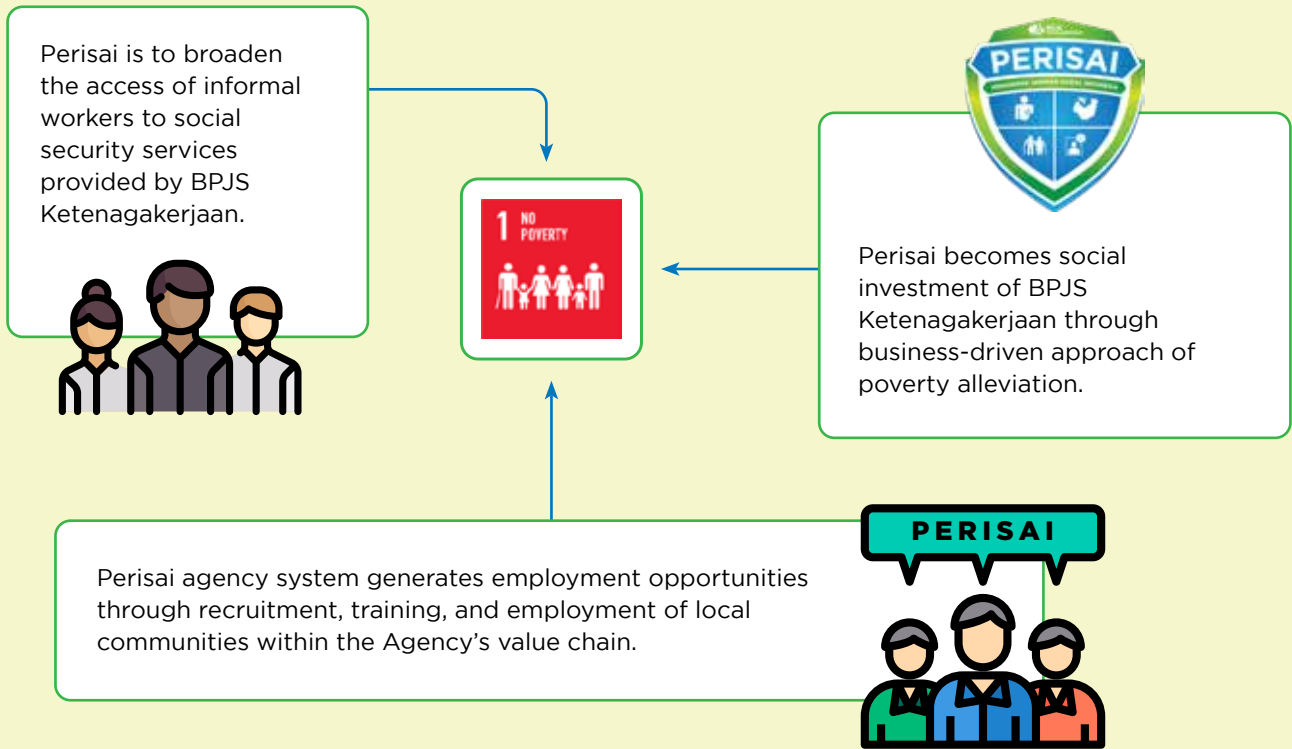 Perisai is to broaden
the access of informal
workers to social
security services
provided by BPJS
Ketenagakerjaan.
PERISAI
1 NO
POVERTY
Perisai becomes social
investment of BPJS
Ketenagakerjaan through
business-driven approach of
poverty alleviation.
PERISAI
Perisai agency system generates employment opportunities
through recruitment, training, and employment of local
communities within the Agency’s value chain.